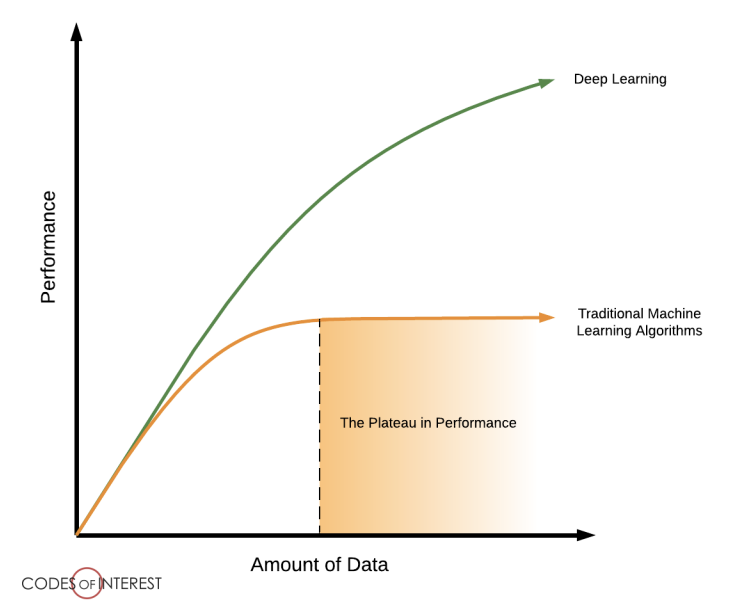 Deep Learning
Performance
Traditional Machine
Learning Algorithms
The Plateau in Performance
Amount of Data
CODES OF INTEREST